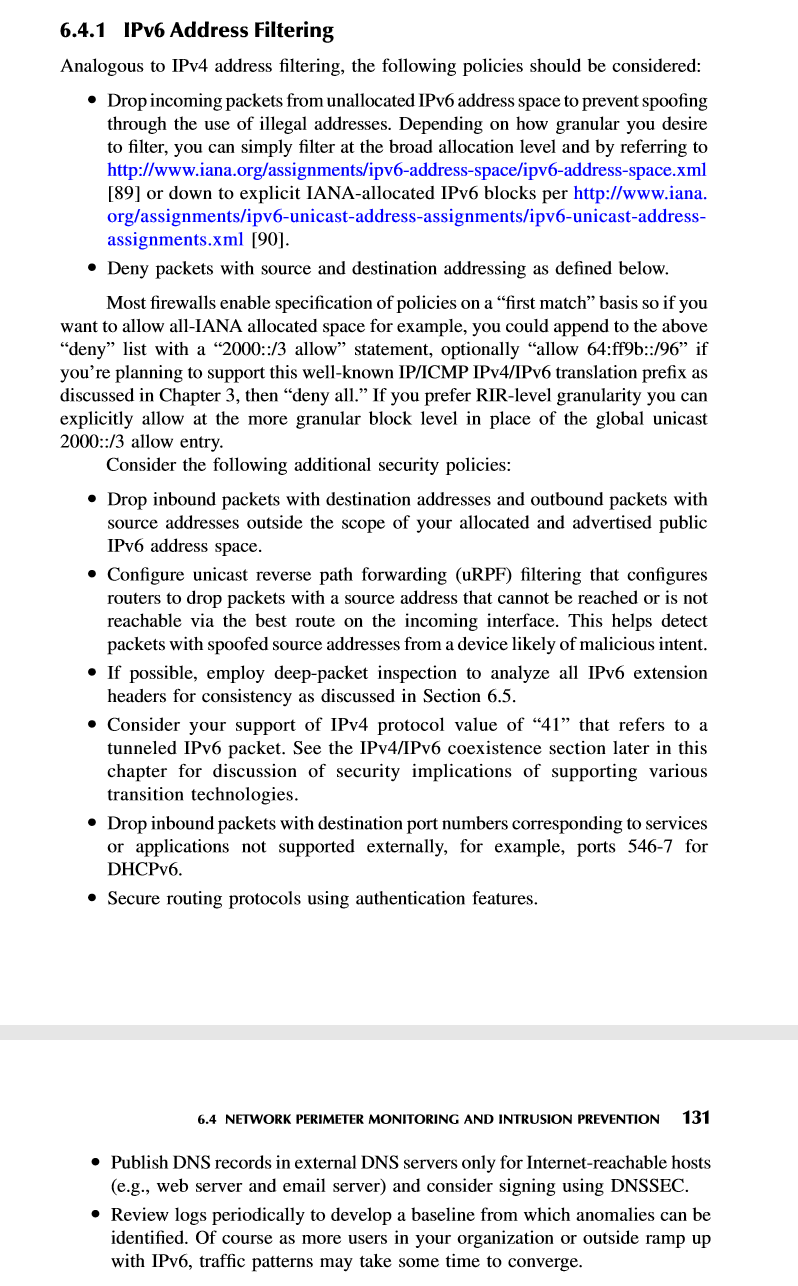 6.4.1 IPv6 Address Filtering
Analogous to IPv4 address filtering, the following policies should be considered:
• Drop incoming packets from unallocated IPv6 address space to prevent spoofing
through the use of illegal addresses. Depending on how granular you desire
to filter, you can simply filter at the broad allocation level and by referring to
http://www.iana.org/assignments/ipv6-address-space/ipv6-address-space.xml
[89] or down to explicit IANA-allocated IPv6 blocks per http://www.iana.
org/assignments/ipv6-unicast-address-assignments/ipv6-unicast-address-
assignments.xml [90].
• Deny packets with source and destination addressing as defined below.
Most firewalls enable specification of policies on a “first match” basis so if you
want to allow all-IANA allocated space for example, you could append to the above
“deny” list with a “2000::/3 allow” statement, optionally “allow 64:ff9b::/96” if
you’re planning to support this well-known IP/ICMP IPv4/IPv6 translation prefix as
discussed in Chapter 3, then “deny all.” If you prefer RIR-level granularity you can
explicitly allow at the more granular block level in place of the global unicast
2000::/3 allow entry.
Consider the following additional security policies:
• Drop inbound packets with destination addresses and outbound packets with
source addresses outside the scope of your allocated and advertised public
IPv6 address space.
• Configure unicast reverse path forwarding (uRPF) filtering that configures
routers to drop packets with a source address that cannot be reached or is not
reachable via the best route on the incoming interface. This helps detect
packets with spoofed source addresses from a device likely of malicious intent.
• If possible, employ deep-packet inspection to analyze all IPv6 extension
headers for consistency as discussed in Section 6.5.
• Consider your support of IPv4 protocol value of “41” that refers to a
tunneled IPv6 packet. See the IPv4/IPv6 coexistence section later in this
chapter for discussion of security implications of supporting various
transition technologies.
• Drop inbound packets with destination port numbers corresponding to services
or applications not supported externally, for example, ports 546-7 for
DHCPv6.
• Secure routing protocols using authentication features.
6.4 NETWORK PERIMETER MONITORING AND INTRUSION PREVENTION 131
• Publish DNS records in external DNS servers only for Internet-reachable hosts
(e.g., web server and email server) and consider signing using DNSSEC.
• Review logs periodically to develop a baseline from which anomalies can be
identified. Of course as more users in your organization or outside ramp up
with IPv6, traffic patterns may take some time to converge.